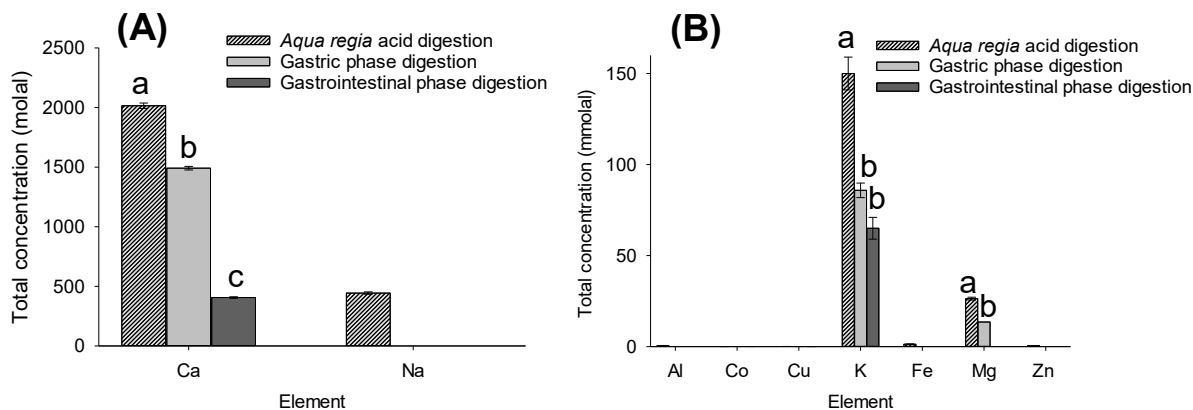 (A)
Aqua regia acid digestion
Gastric phase digestion
Gastrointestinal phase digestion
Total concentration (molal)
2500
2000
1500
1000
500
0
a
b
c
Ca
Na
Element
(B)
Aqua regia acid digestion
Gastric phase digestion
Gastrointestinal phase digestion
Total concentration (mmolal)
150
100
50
0
a
b
b
a
b
Al
Co
Cu
K
Fe
Mg
Zn
Element